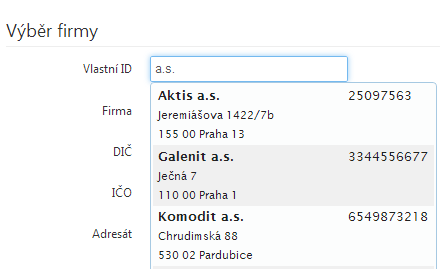 Výběr firmy
Vlastní ID a.s.
Aktis a.s. 25097563
Firma Jeremiášova 1422/7b
155 00 Praha 13
DIČ Galenit a.s. 3344556677
Ječná 7
IČO 110 00 Praha 1
Komodit a.s. 6549873218
Adresát Chrudimská 88
530 02 Pardubice